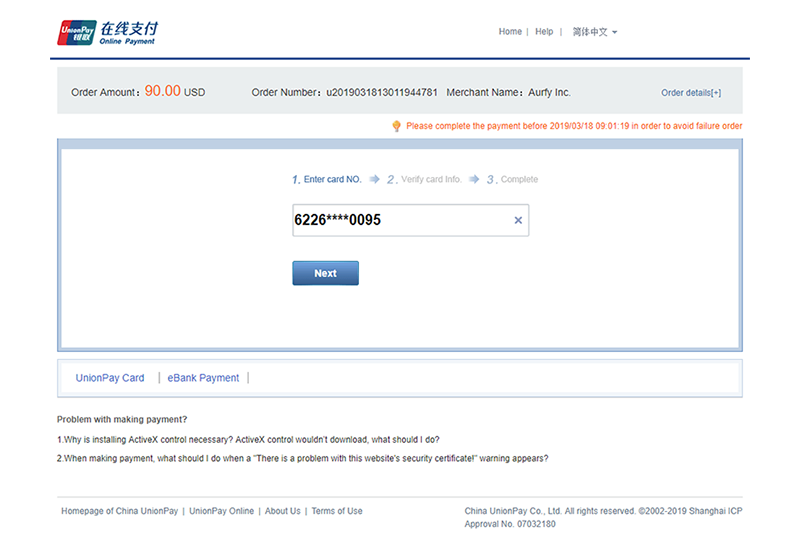 UnionPay 银联 在线支付
Online Payment
Home | Help | 简体中文
Order Amount：90.00 USD Order Number：u2019031813011944781 Merchant Name：Aurfy Inc. Order details[+]
Please complete the payment before 2019/03/18 09:01:19 in order to avoid failure order
1. Enter card NO. 2. Verify card Info. 3. Complete
6226****0095 ×
Next
UnionPay Card | eBank Payment |
Problem with making payment?
1.Why is installing ActiveX control necessary? ActiveX control wouldn't download, what should I do?
2.When making payment, what should I do when a "There is a problem with this website's security certificate!" warning appears?
Homepage of China UnionPay | UnionPay Online | About Us | Terms of Use
China UnionPay Co., Ltd. All rights reserved. ©2002-2019 Shanghai ICP
Approval No. 07032180